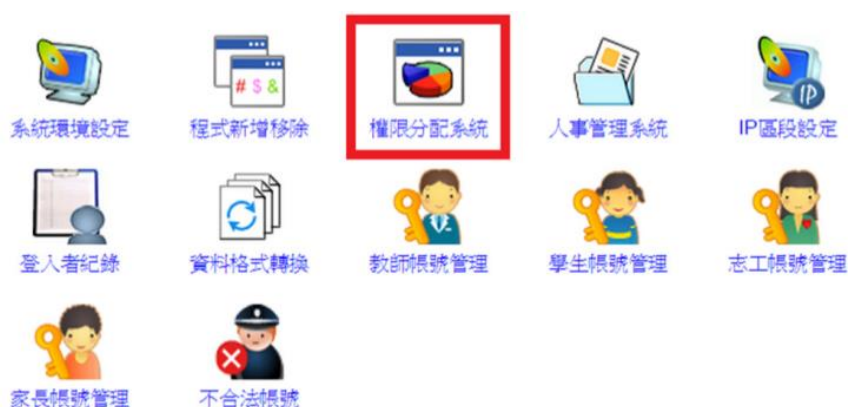 # $ &
IP
系統環境設定
程式新增移除
權限分配系統
人事管理系統
IP區段設定
登入者紀錄
資料格式轉換
教師帳號管理
學生帳號管理
志工帳號管理
家長帳號管理
不合法帳號